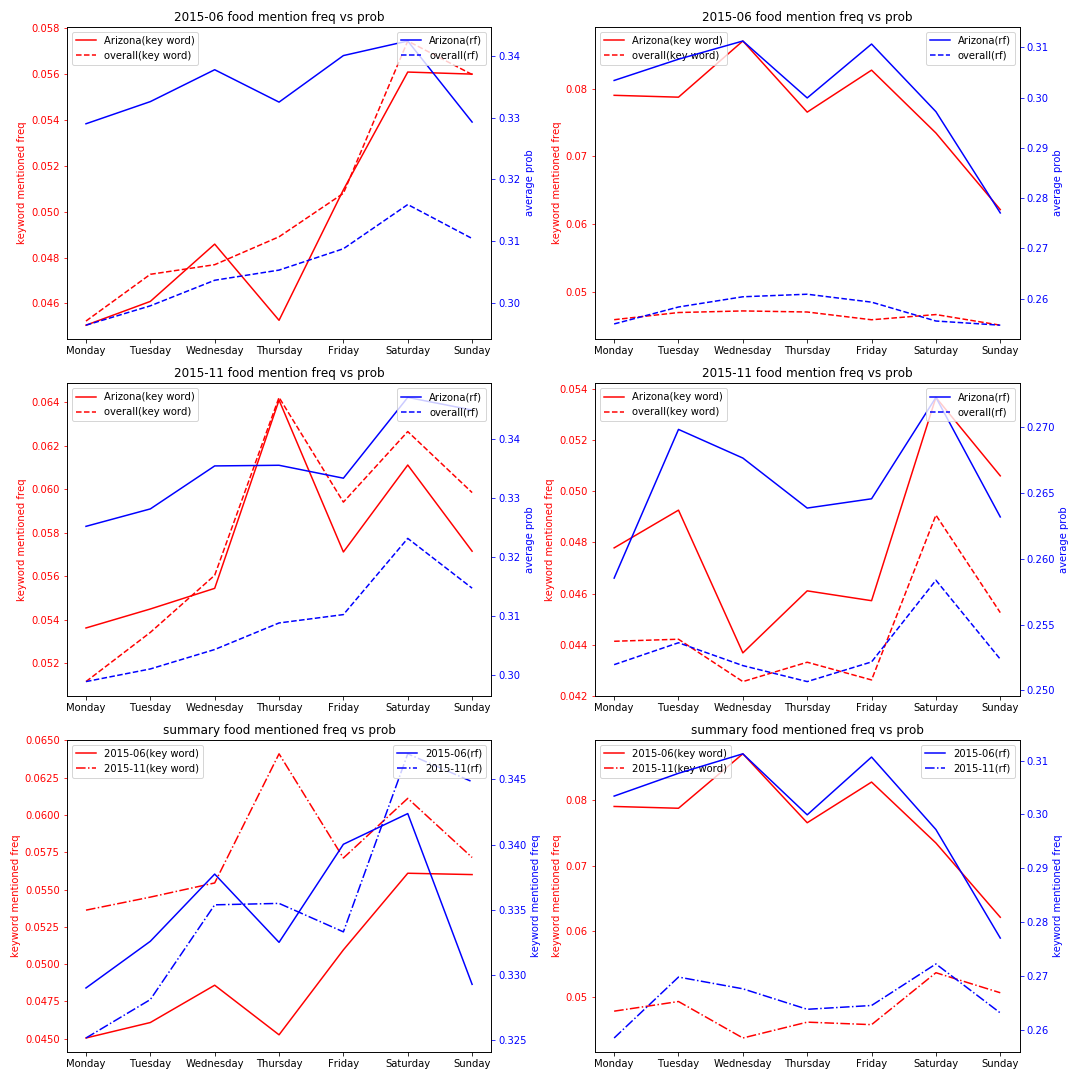 2015-06 food mention freq vs prob
Arizona(key word)
overall(key word)
Arizona(rf)
overall(rf)
0.058
0.056
0.054
0.052
0.050
0.048
0.046
keyword mentioned freq
0.34
0.33
0.32
0.31
0.30
average prob
Monday Tuesday Wednesday Thursday Friday Saturday Sunday
2015-06 food mention freq vs prob
Arizona(key word)
overall(key word)
Arizona(rf)
overall(rf)
0.08
0.07
0.06
0.05
keyword mentioned freq
0.31
0.30
0.29
0.28
0.27
0.26
average prob
Monday Tuesday Wednesday Thursday Friday Saturday Sunday
2015-11 food mention freq vs prob
Arizona(key word)
overall(key word)
Arizona(rf)
overall(rf)
0.064
0.062
0.060
0.058
0.056
0.054
0.052
keyword mentioned freq
0.34
0.33
0.32
0.31
0.30
average prob
Monday Tuesday Wednesday Thursday Friday Saturday Sunday
2015-11 food mention freq vs prob
Arizona(key word)
overall(key word)
Arizona(rf)
overall(rf)
0.054
0.052
0.050
0.048
0.046
0.044
0.042
keyword mentioned freq
0.270
0.265
0.260
0.255
0.250
average prob
Monday Tuesday Wednesday Thursday Friday Saturday Sunday
summary food mentioned freq vs prob
2015-06(key word)
2015-11(key word)
2015-06(rf)
2015-11(rf)
0.0650
0.0625
0.0600
0.0575
0.0550
0.0525
0.0500
0.0475
0.0450
keyword mentioned freq
0.345
0.340
0.335
0.330
0.325
keyword mentioned freq
Monday Tuesday Wednesday Thursday Friday Saturday Sunday
summary food mentioned freq vs prob
2015-06(key word)
2015-11(key word)
2015-06(rf)
2015-11(rf)
0.08
0.07
0.06
0.05
keyword mentioned freq
0.31
0.30
0.29
0.28
0.27
0.26
keyword mentioned freq
Monday Tuesday Wednesday Thursday Friday Saturday Sunday